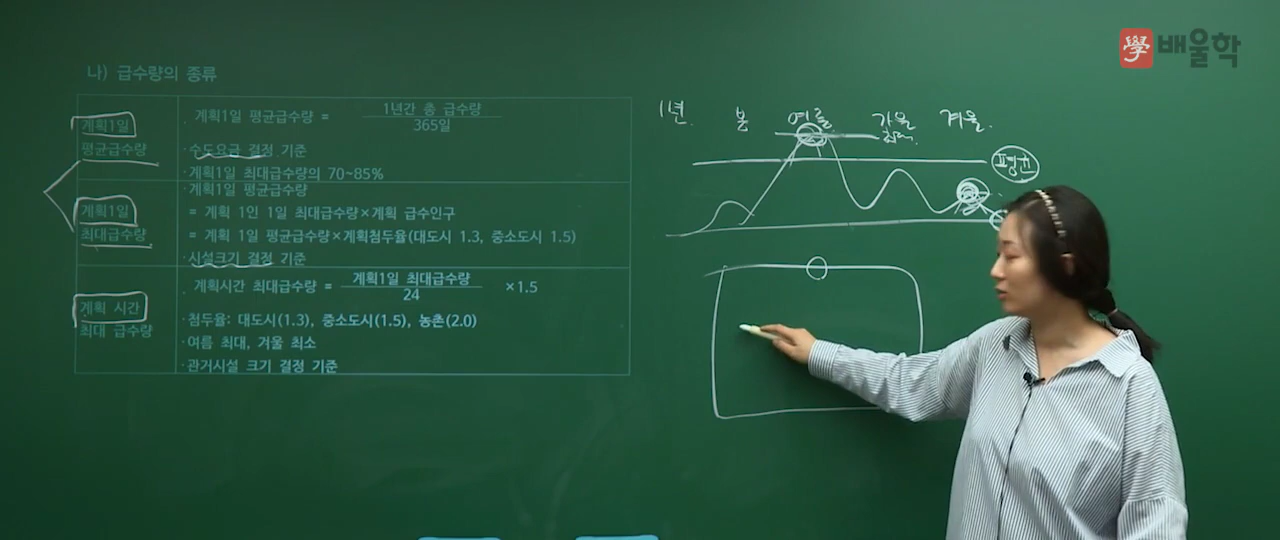 學 배울학
나) 급수량의 종류
계획1일
평균급수량
· 계획1일 평균급수량 = 1년간 총 급수량
365일
· 수도요금 결정 기준
· 계획1일 최대급수량의 70~85%
계획1일
최대급수량
· 계획1일 평균급수량
= 계획 1인 1일 최대급수량×계획 급수인구
= 계획 1일 평균급수량×계획첨두율(대도시 1.3, 중소도시 1.5)
· 시설크기 결정 기준
계획 시간
최대 급수량
· 계획시간 최대급수량 = 계획1일 최대급수량 ×1.5
24
· 첨두율: 대도시(1.3), 중소도시(1.5), 농촌(2.0)
· 여름 최대, 겨울 최소
· 관거시설 크기 결정 기준
1년. 봄 여름 가을 겨울.
평균